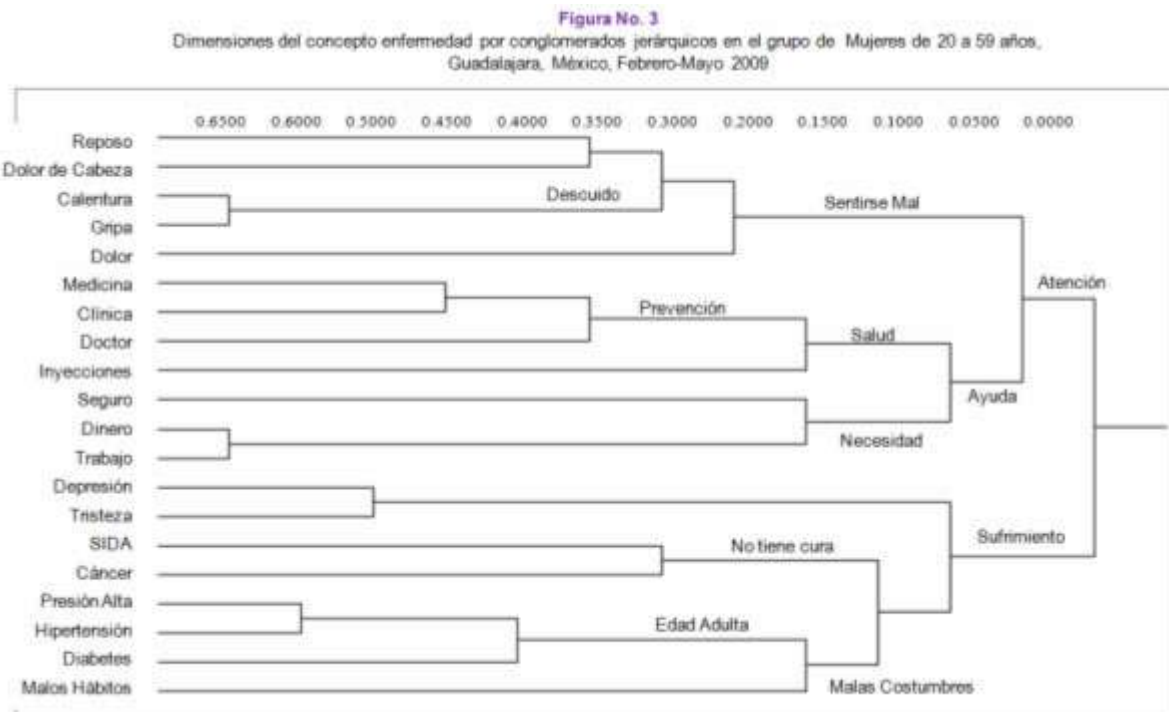 Figura No. 3
Dimensiones del concepto enfermedad por conglomerados jerárquicos en el grupo de Mujeres de 20 a 59 años,
Guadalajara, México, Febrero-Mayo 2009
0.6500 0.6000 0.5000 0.4500 0.4000 0.3500 0.3000 0.2000 0.1500 0.1000 0.0500 0.0000
Reposo
Dolor de Cabeza
Calentura
Descuido
Sentirse Mal
Gripa
Dolor
Medicina
Atención
Clínica
Prevención
Doctor
Salud
Inyecciones
Seguro
Ayuda
Dinero
Necesidad
Trabajo
Depresión
Tristeza
SIDA
No tiene cura
Sufrimiento
Cáncer
Presión Alta
Hipertensión
Edad Adulta
Diabetes
Malos Hábitos
Malas Costumbres